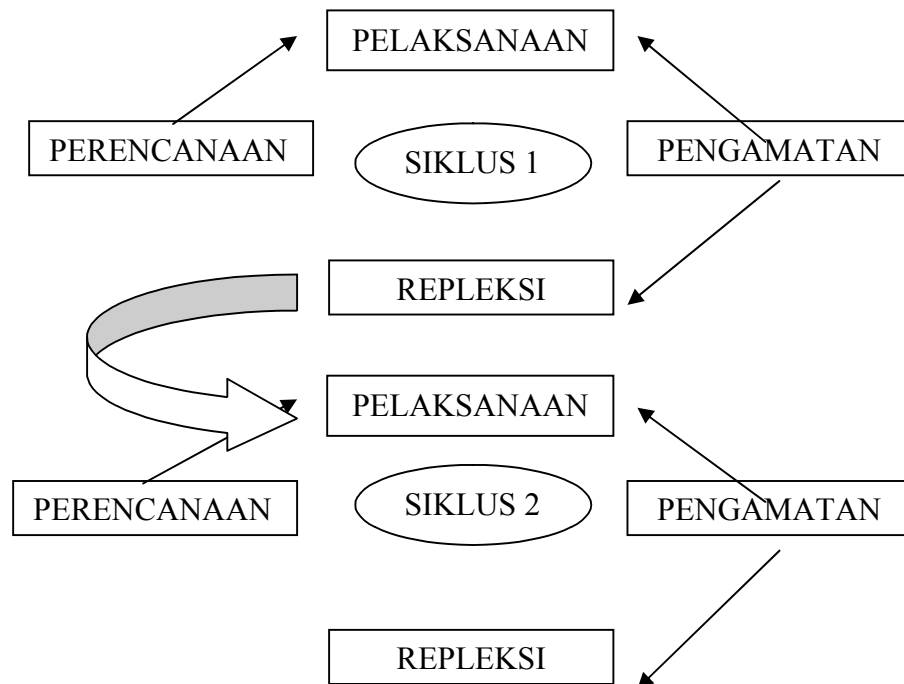 PELAKSANAAN
PERENCANAAN
SIKLUS 1
PENGAMATAN
REPLEKSI
PELAKSANAAN
PERENCANAAN
SIKLUS 2
PENGAMATAN
REPLEKSI